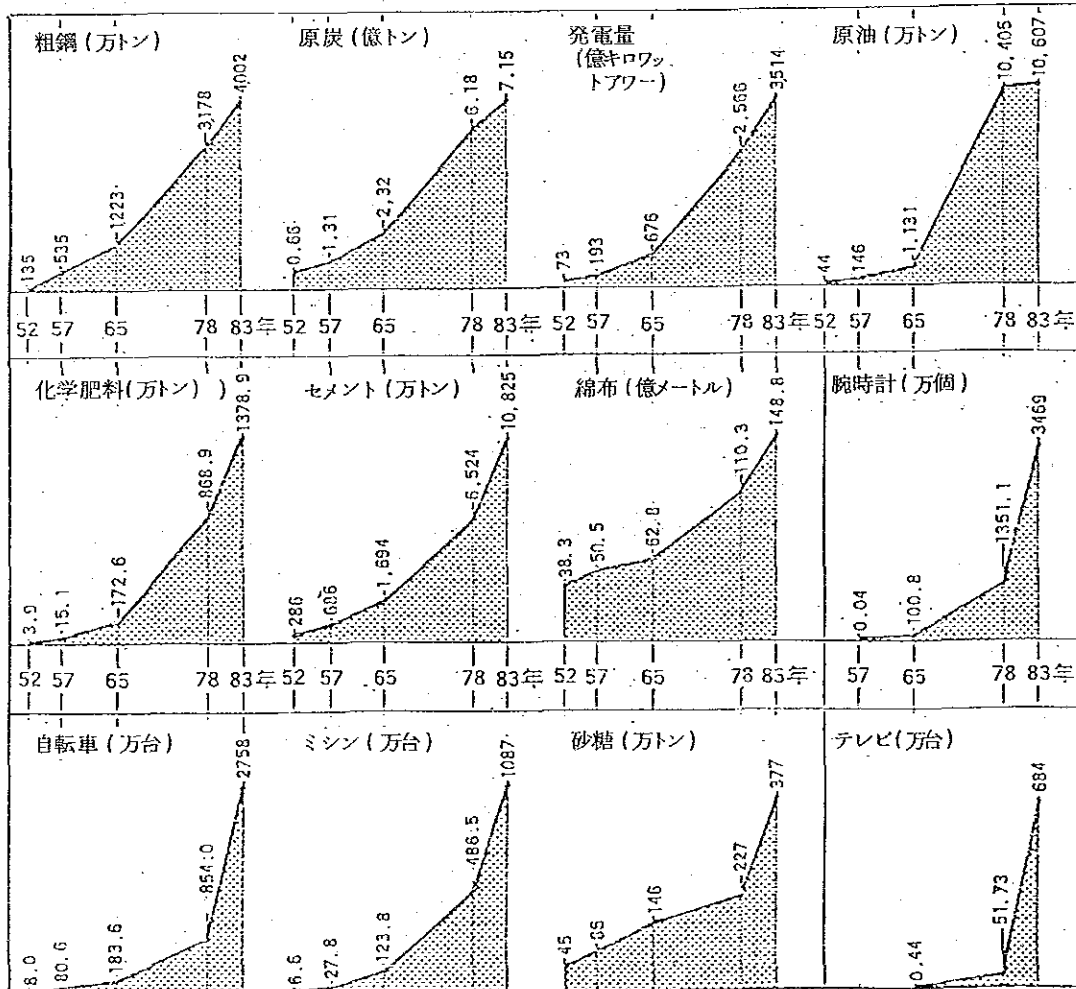 粗鋼(万トン)
135
535
1223
3,178
4,002
原炭(億トン)
0.66
1.31
2,32
6.18
7.15
発電量
(億キロワッ
トアワー)
73
193
676
2,566
3,514
原油(万トン)
44
146
1,131
10,405
10,607
52 57 65 78 83年
52 57 65 78 83年
52 57 65 78 83年
52 57 65 78 83年
化学肥料(万トン)
3.9
15.1
172.6
868.9
1378.9
セメント(万トン)
286
686
1,694
6,524
10,825
綿布(億メートル)
38.3
50.5
62.8
110.3
148.8
腕時計(万個)
0.04
100.8
1351.1
3469
52 57 65 78 83年
52 57 65 78 83年
52 57 65 78 83年
57 65 78 83年
自転車(万台)
8.0
80.6
183.6
854.0
2758
ミシン(万台)
6.6
27.8
123.8
486.5
1087
砂糖(万トン)
45
86
146
227
377
テレビ(万台)
0.44
51.73
684